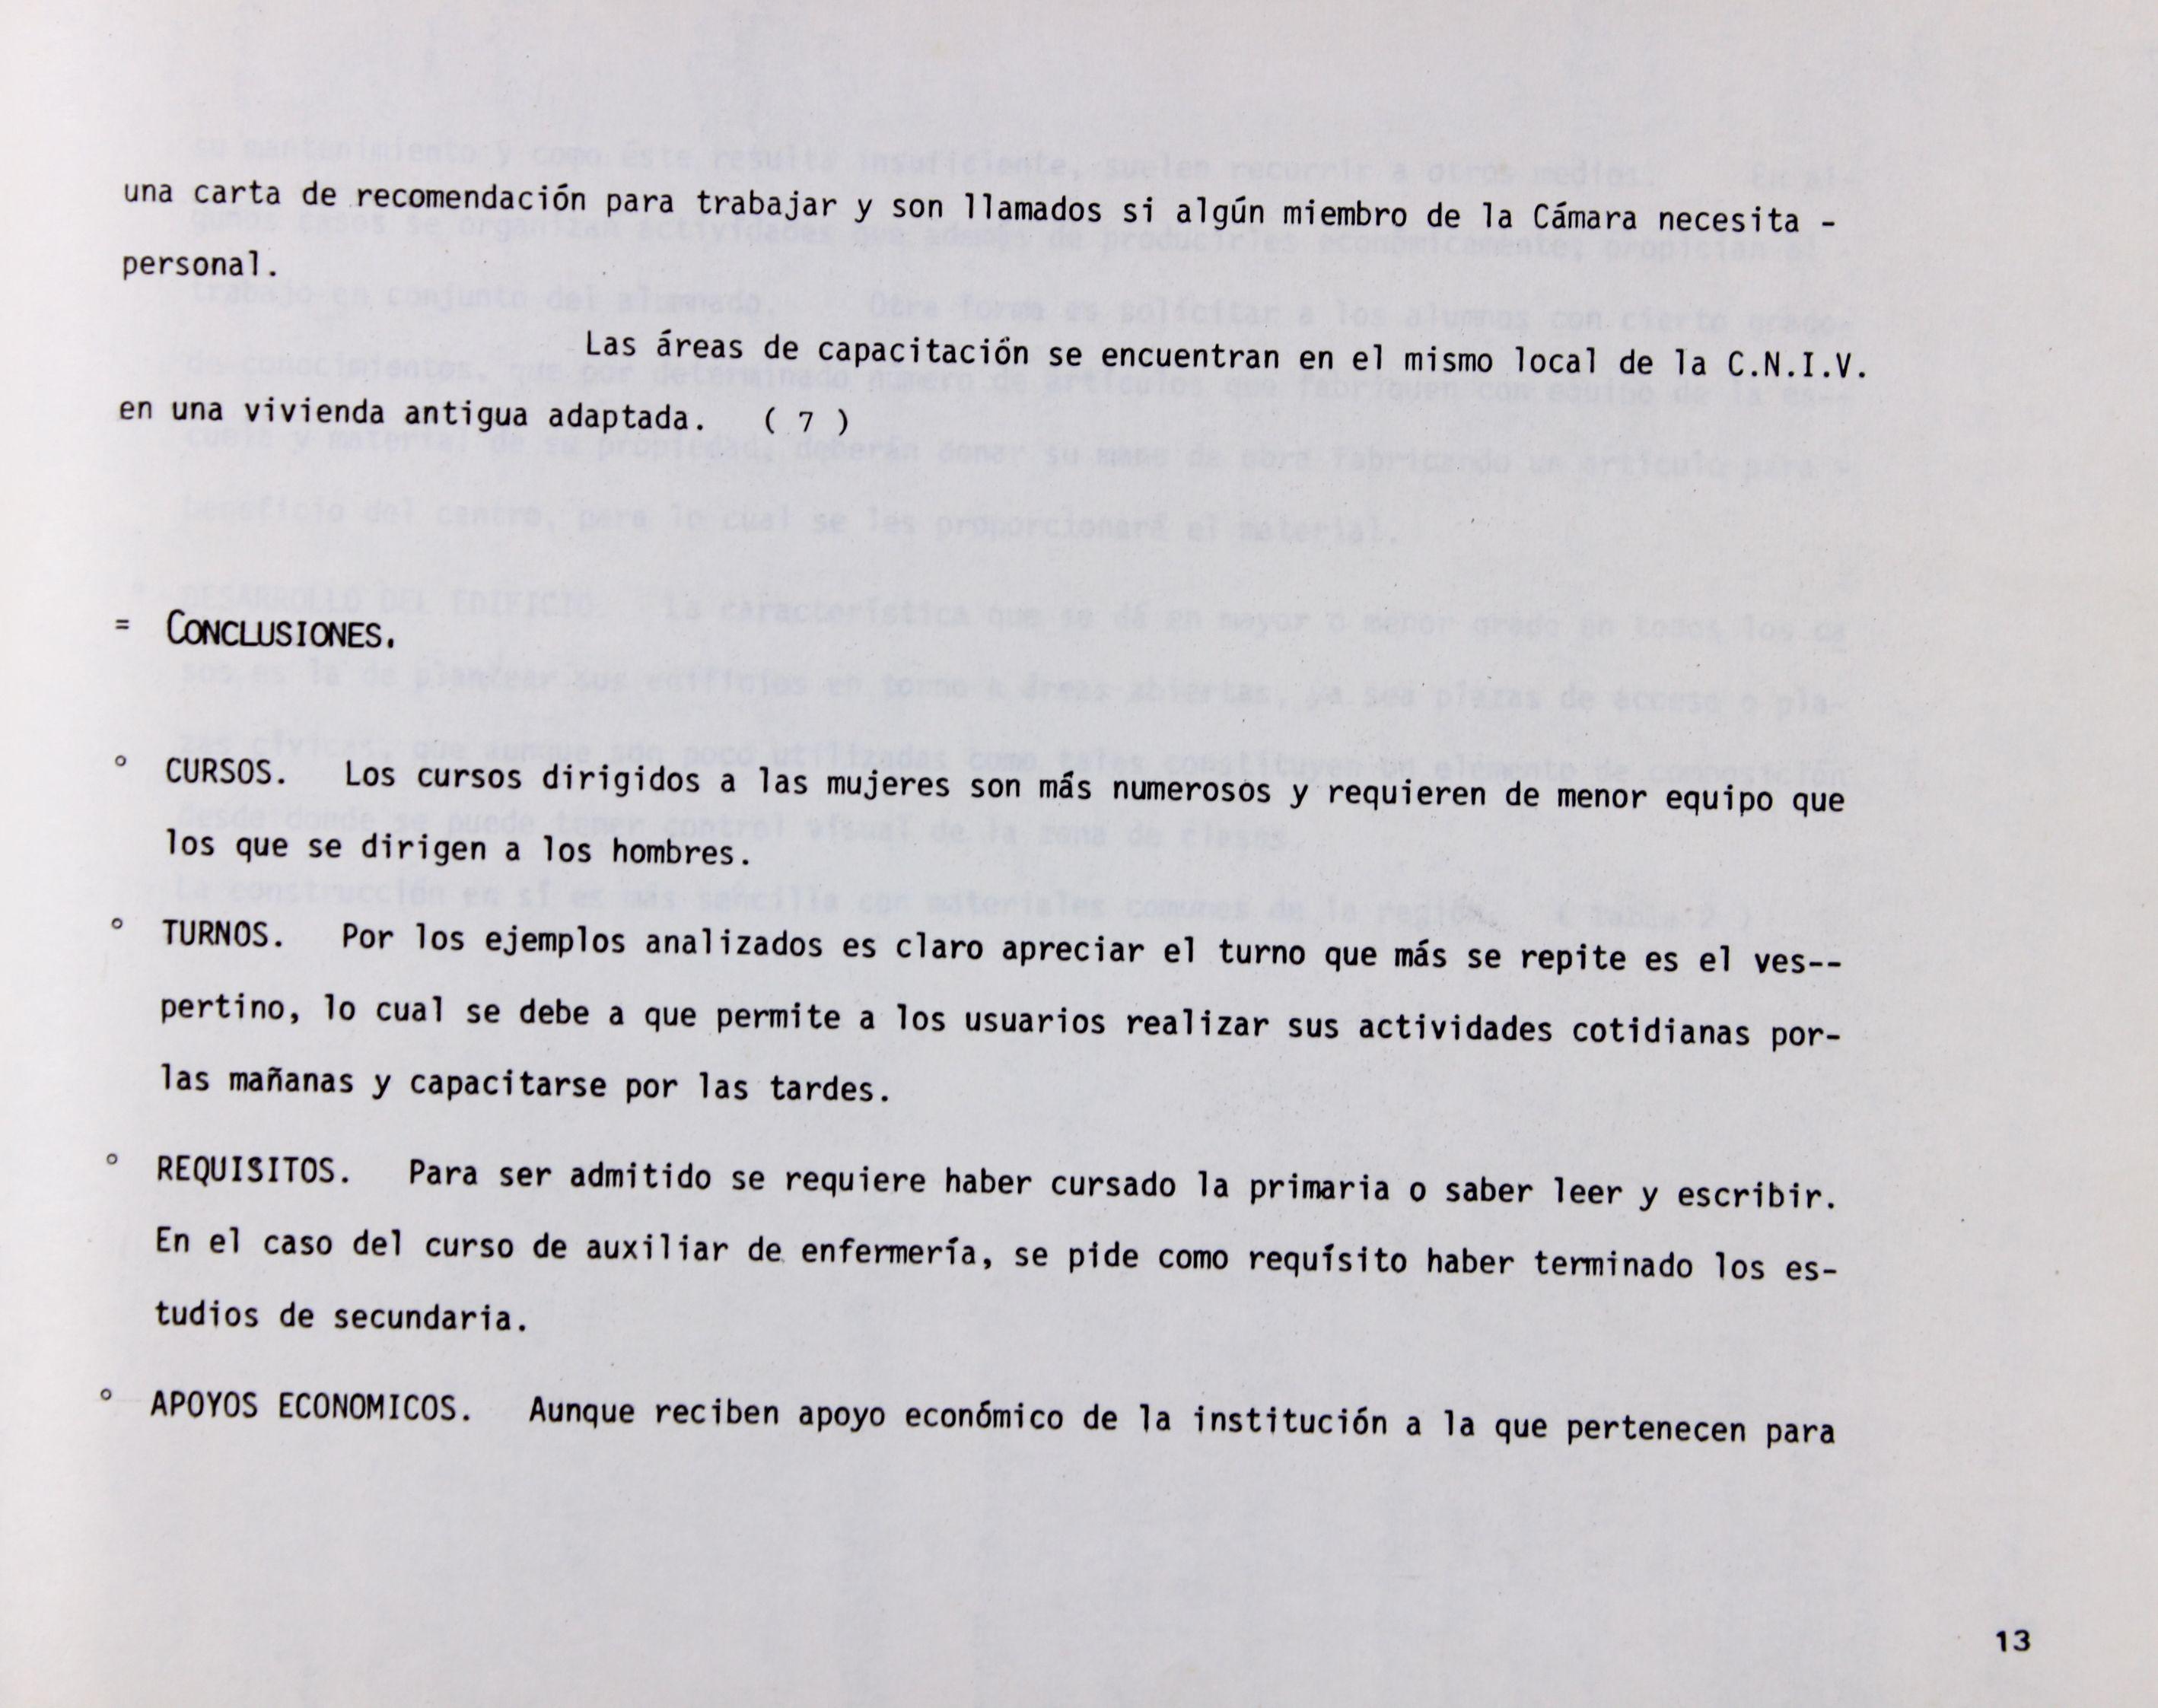 una carta de recomendación para trabajar y son llamados si algún miembro de la Cámara necesita -
personal.
Las áreas de capacitación se encuentran en el mismo local de la C.N.I.V.
en una vivienda antigua adaptada. ( 7 )
= CONCLUSIONES.
° CURSOS. Los cursos dirigidos a las mujeres son más numerosos y requieren de menor equipo que
los que se dirigen a los hombres.
° TURNOS. Por los ejemplos analizados es claro apreciar el turno que más se repite es el ves--
pertino, lo cual se debe a que permite a los usuarios realizar sus actividades cotidianas por-
las mañanas y capacitarse por las tardes.
° REQUISITOS. Para ser admitido se requiere haber cursado la primaria o saber leer y escribir.
En el caso del curso de auxiliar de enfermería, se pide como requísito haber terminado los es-
tudios de secundaria.
° APOYOS ECONOMICOS. Aunque reciben apoyo económico de la institución a la que pertenecen para
13